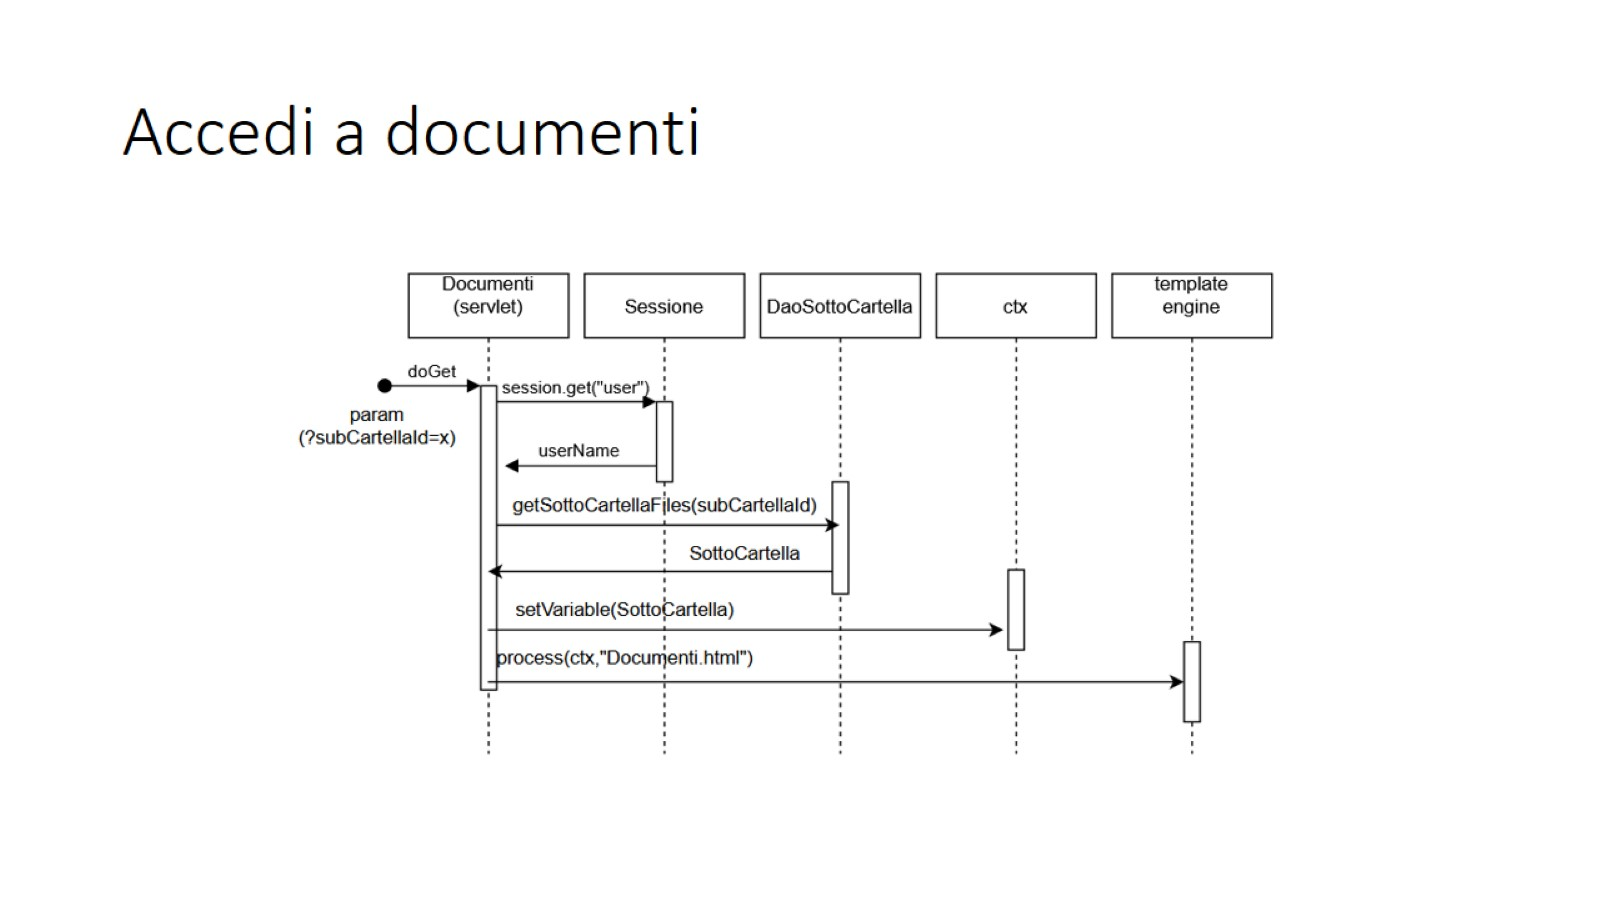 Accedi a documenti
Documenti
(servlet)
Sessione
DaoSottoCartella
ctx
template
engine
doGet
session.get("user")
param
(?subCartellaId=x)
userName
getSottoCartellaFiles(subCartellaId)
SottoCartella
setVariable(SottoCartella)
process(ctx,"Documenti.html")